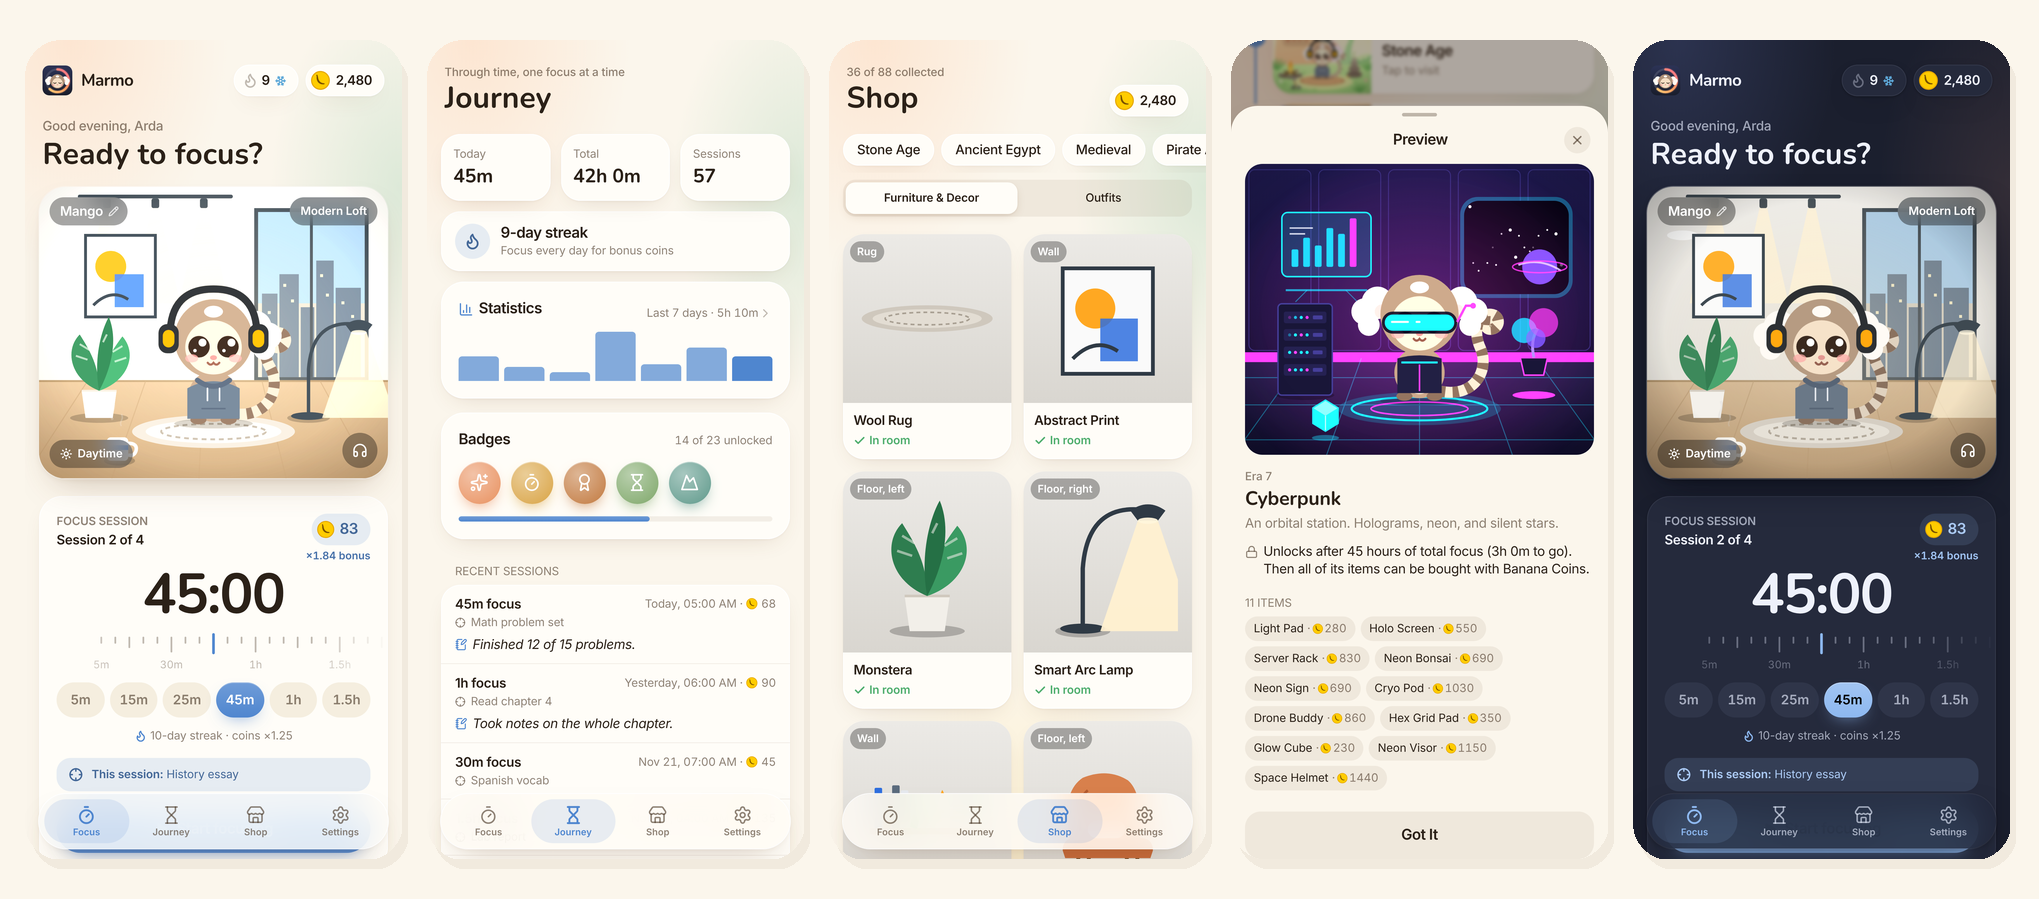 Marmo
9
2,480
Good evening, Arda
Ready to focus?
Mango
Modern Loft
Daytime
FOCUS SESSION
Session 2 of 4
83
×1.84 bonus
45:00
5m 30m 1h 1.5h
5m 15m 25m 45m 1h 1.5h
10-day streak · coins ×1.25
This session: History essay
Focus Journey Shop Settings
Through time, one focus at a time
Journey
Today
45m
Total
42h 0m
Sessions
57
9-day streak
Focus every day for bonus coins
Statistics
Last 7 days · 5h 10m
Badges
14 of 23 unlocked
RECENT SESSIONS
45m focus
Today, 05:00 AM · 68
Math problem set
Finished 12 of 15 problems.
1h focus
Yesterday, 06:00 AM · 90
Read chapter 4
Took notes on the whole chapter.
30m focus
Nov 21, 07:00 AM · 45
Spanish vocab
Focus Journey Shop Settings
36 of 88 collected
Shop
2,480
Stone Age Ancient Egypt Medieval Pirate
Furniture & Decor Outfits
Rug
Wool Rug
In room
Wall
Abstract Print
In room
Floor, left
Monstera
In room
Floor, right
Smart Arc Lamp
In room
Wall
Floor, left
Focus Journey Shop Settings
Stone Age
Tap to visit
Preview
Era 7
Cyberpunk
An orbital station. Holograms, neon, and silent stars.
Unlocks after 45 hours of total focus (3h 0m to go).
Then all of its items can be bought with Banana Coins.
11 ITEMS
Light Pad · 280 Holo Screen · 550
Server Rack · 830 Neon Bonsai · 690
Neon Sign · 690 Cryo Pod · 1030
Drone Buddy · 860 Hex Grid Pad · 350
Glow Cube · 230 Neon Visor · 1150
Space Helmet · 1440
Got It
Marmo
9
2,480
Good evening, Arda
Ready to focus?
Mango
Modern Loft
Daytime
FOCUS SESSION
Session 2 of 4
83
×1.84 bonus
45:00
5m 30m 1h 1.5h
5m 15m 25m 45m 1h 1.5h
10-day streak · coins ×1.25
This session: History essay
Focus Journey Shop Settings